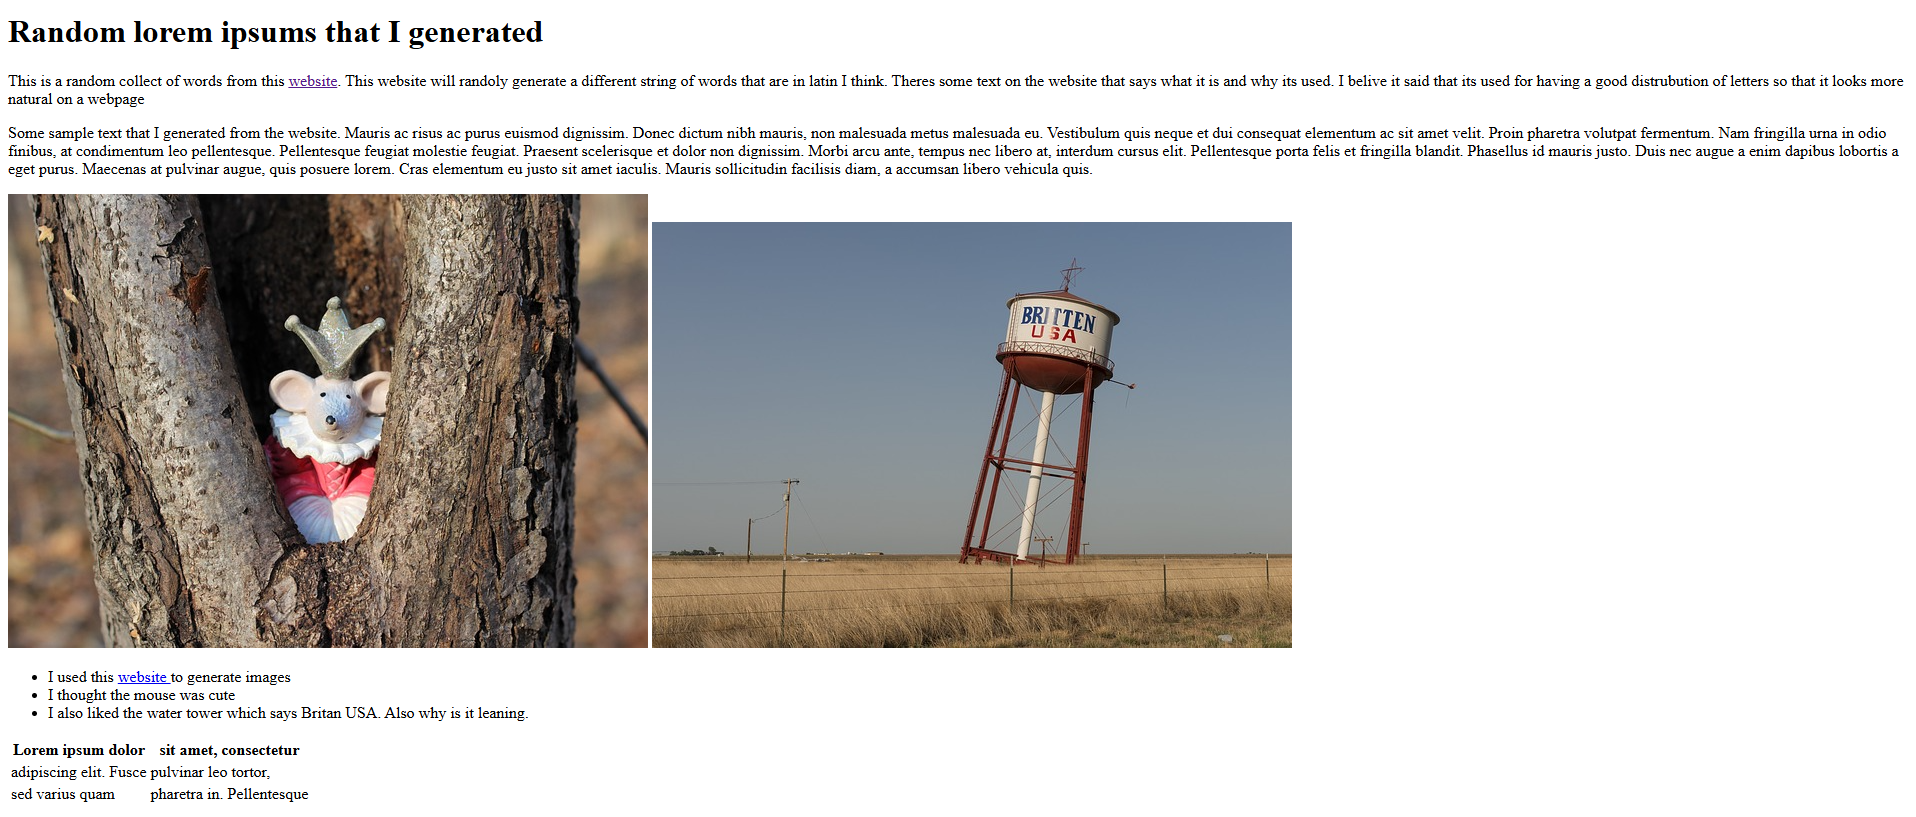 Random lorem ipsums that I generated
This is a random collect of words from this website. This website will randoly generate a different string of words that are in latin I think. Theres some text on the website that says what it is and why its used. I belive it said that its used for having a good distrubution of letters so that it looks more
natural on a webpage
Some sample text that I generated from the website. Mauris ac risus ac purus euismod dignissim. Donec dictum nibh mauris, non malesuada metus malesuada eu. Vestibulum quis neque et dui consequat elementum ac sit amet velit. Proin pharetra volutpat fermentum. Nam fringilla urna in odio
finibus, at condimentum leo pellentesque. Pellentesque feugiat molestie feugiat. Praesent scelerisque et dolor non dignissim. Morbi arcu ante, tempus nec libero at, interdum cursus elit. Pellentesque porta felis et fringilla blandit. Phasellus id mauris justo. Duis nec augue a enim dapibus lobortis a
eget purus. Maecenas at pulvinar augue, quis posuere lorem. Cras elementum eu justo sit amet iaculis. Mauris sollicitudin facilisis diam, a accumsan libero vehicula quis.
BRITTEN
USA
• I used this website to generate images
• I thought the mouse was cute
• I also liked the water tower which says Britan USA. Also why is it leaning.
Lorem ipsum dolor sit amet, consectetur
adipiscing elit. Fusce pulvinar leo tortor,
sed varius quam pharetra in. Pellentesque